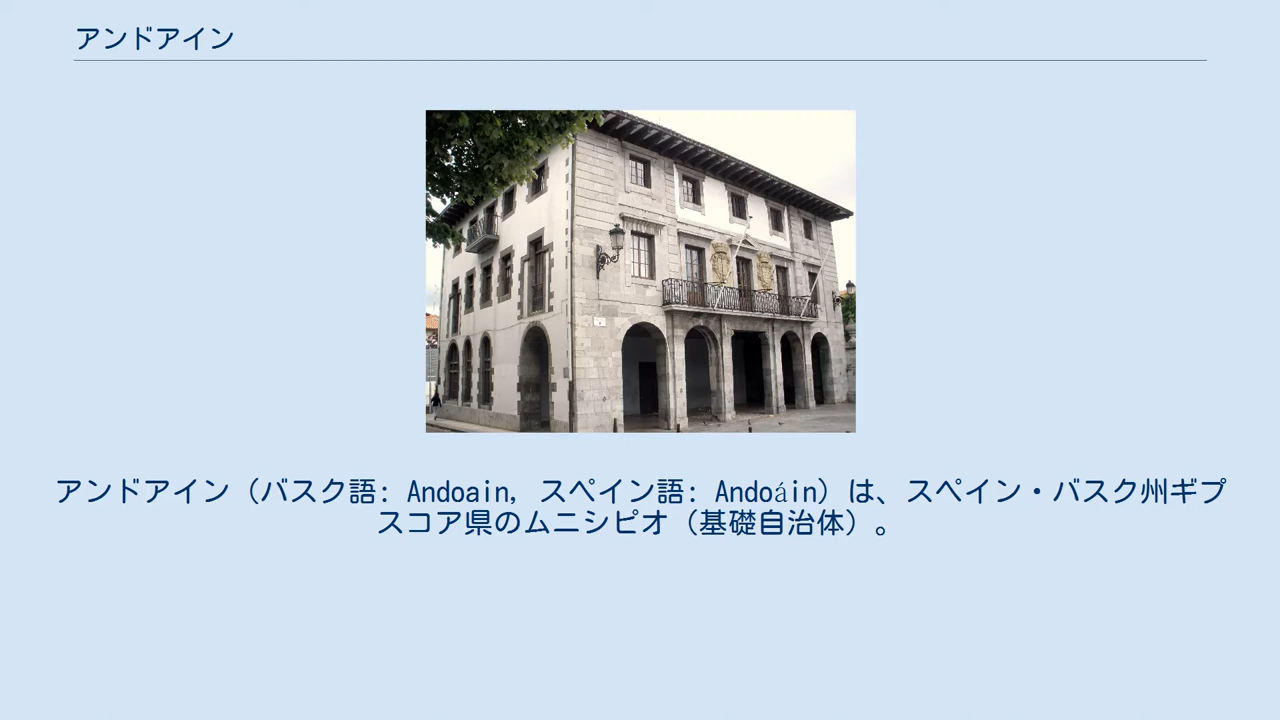 アンドアイン
アンドアイン（バスク語: Andoain, スペイン語: Andoáin）は、スペイン・バスク州ギプ
スコア県のムニシピオ（基礎自治体）。